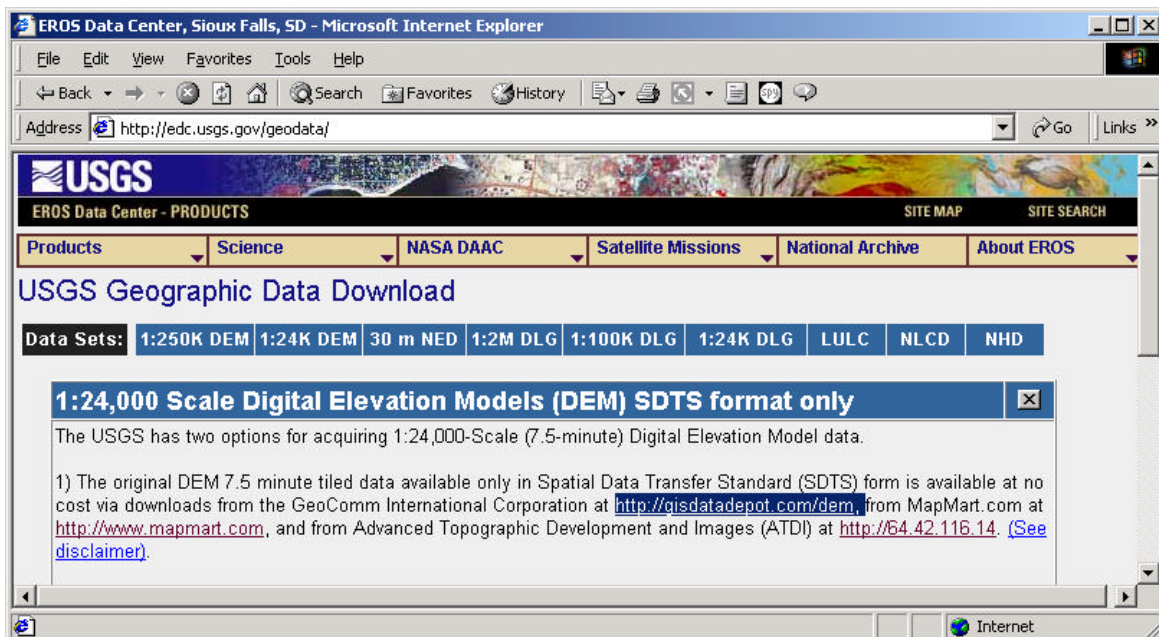 EROS Data Center, Sioux Falls, SD - Microsoft Internet Explorer
File Edit View Favorites Tools Help
Back Search Favorites History
Address http://edc.usgs.gov/geodata/ Go Links »
USGS
EROS Data Center - PRODUCTS SITE MAP SITE SEARCH
Products Science NASA DAAC Satellite Missions National Archive About EROS
USGS Geographic Data Download
Data Sets: 1:250K DEM 1:24K DEM 30 m NED 1:2M DLG 1:100K DLG 1:24K DLG LULC NLCD NHD
1:24,000 Scale Digital Elevation Models (DEM) SDTS format only
The USGS has two options for acquiring 1:24,000-Scale (7.5-minute) Digital Elevation Model data.
1) The original DEM 7.5 minute tiled data available only in Spatial Data Transfer Standard (SDTS) form is available at no
cost via downloads from the GeoComm International Corporation at http://gisdatadepot.com/dem, from MapMart.com at
http://www.mapmart.com, and from Advanced Topographic Development and Images (ATDI) at http://64.42.116.14. (See
disclaimer).
Internet